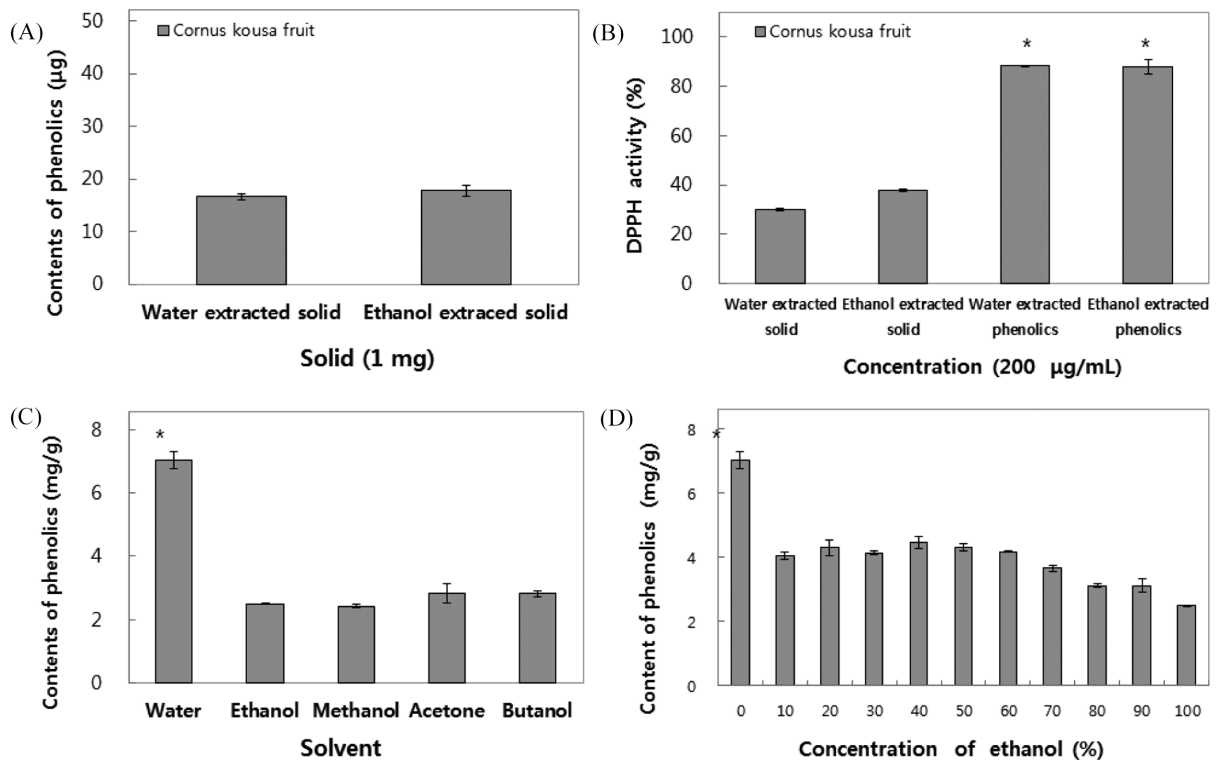 (A)
Contents of phenolics (μg)
50
40
30
20
10
0
Cornus kousa fruit
Water extracted solid
Ethanol extraced solid
Solid (1 mg)
(B)
DPPH activity (%)
100
80
60
40
20
0
Cornus kousa fruit
*
*
Water extracted solid
Ethanol extracted solid
Water extracted phenolics
Ethanol extracted phenolics
Concentration (200 μg/mL)
(C)
Contents of phenolics (mg/g)
8
6
4
2
0
*
Water
Ethanol
Methanol
Acetone
Butanol
Solvent
(D)
Content of phenolics (mg/g)
8
6
4
2
0
*
0
10
20
30
40
50
60
70
80
90
100
Concentration of ethanol (%)